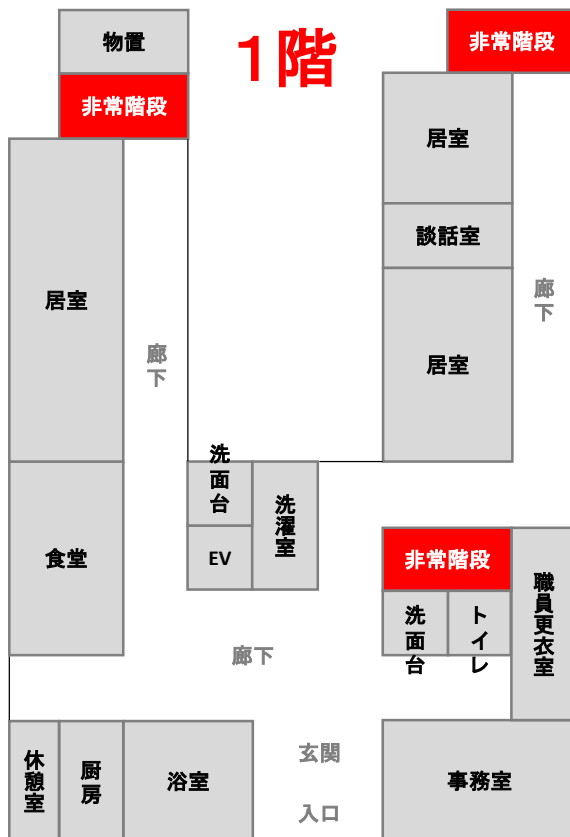 物置
1階
非常階段
非常階段
居室
談話室
居室
廊下
居室
廊下
洗面台
洗濯室
EV
食堂
非常階段
洗面台
トイレ
職員更衣室
廊下
休憩室
厨房
浴室
玄関
入口
事務室